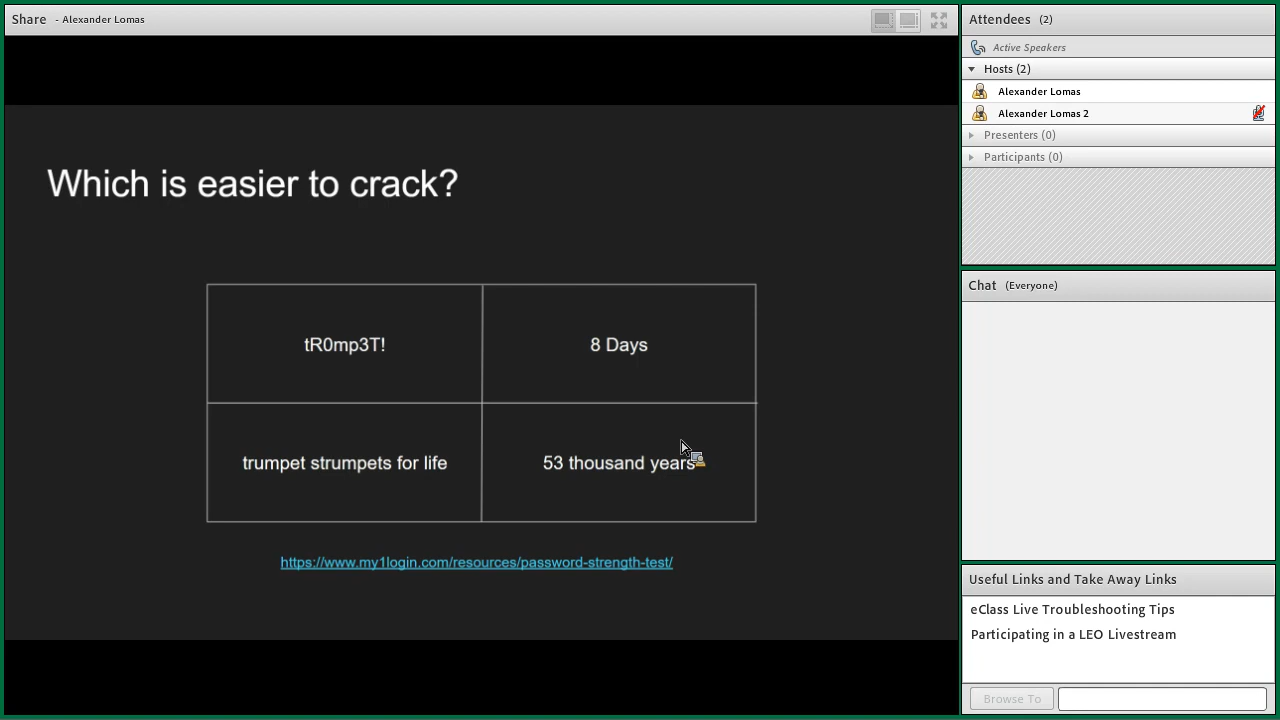 Share - Alexander Lomas
Which is easier to crack?
tR0mp3T!
8 Days
trumpet strumpets for life
53 thousand years
https://www.my1login.com/resources/password-strength-test/
Attendees (2)
Active Speakers
Hosts (2)
Alexander Lomas
Alexander Lomas 2
Presenters (0)
Participants (0)
Chat (Everyone)
Useful Links and Take Away Links
eClass Live Troubleshooting Tips
Participating in a LEO Livestream
Browse To